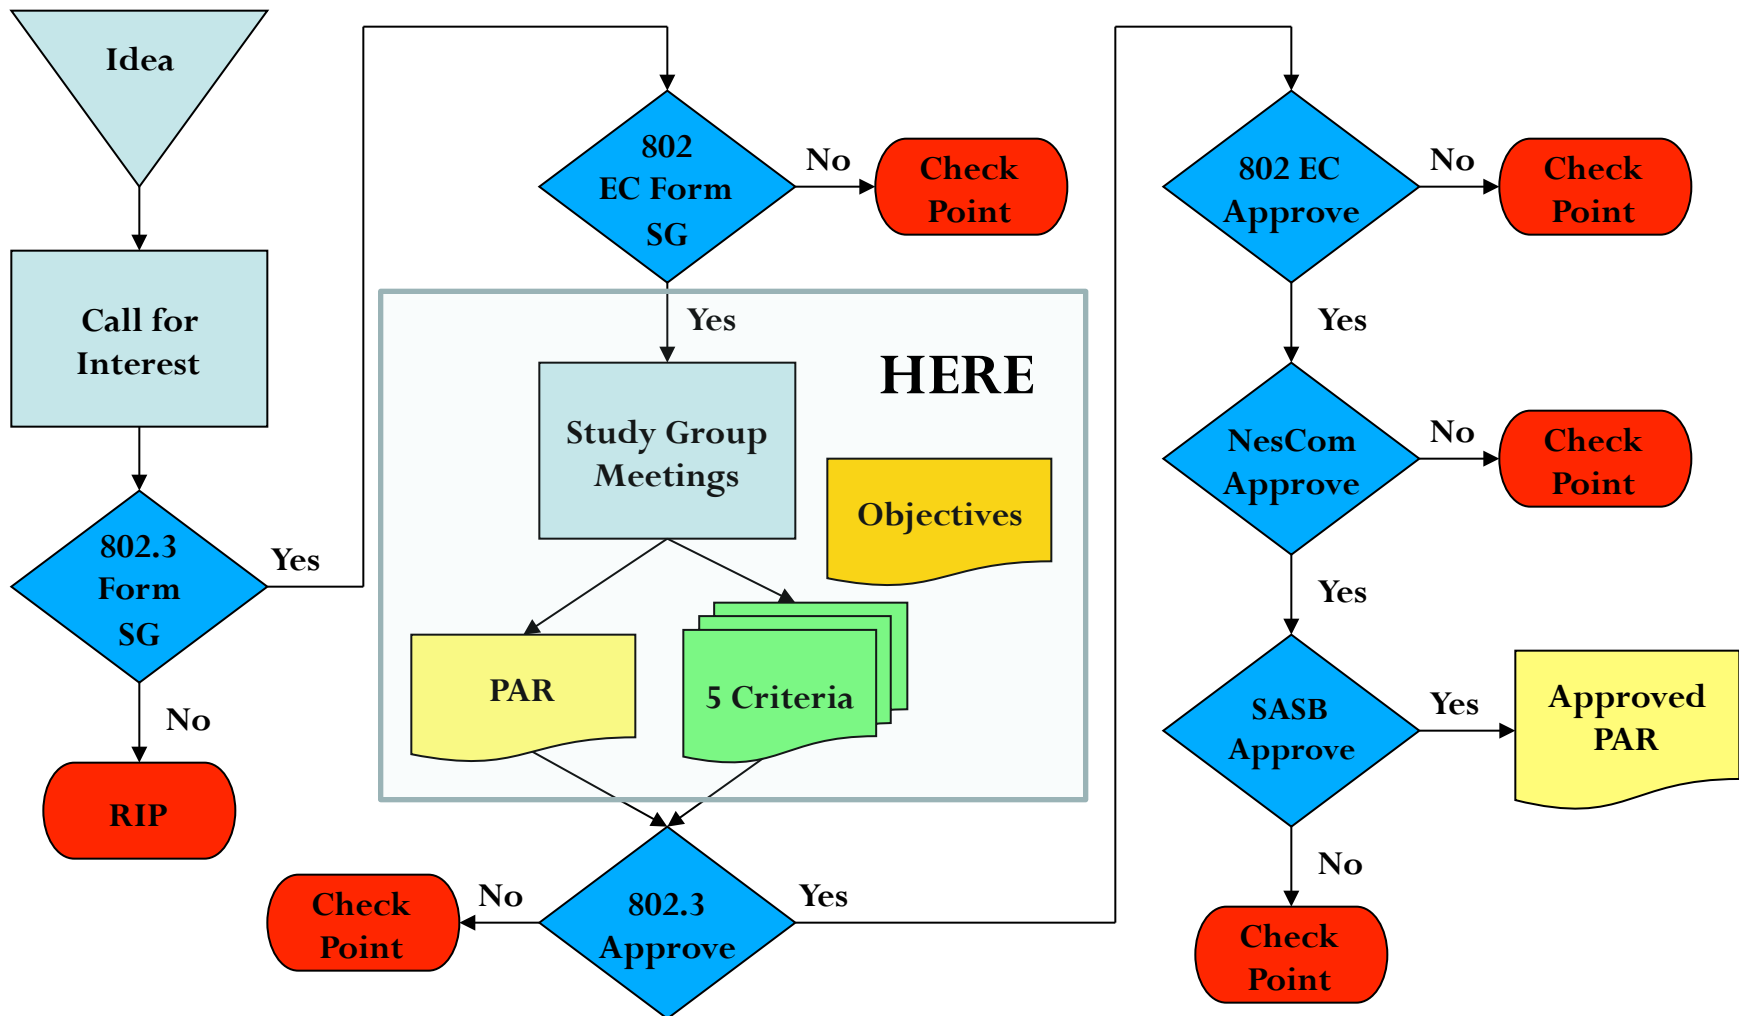 Idea
Call for
Interest
802.3
Form
SG
Yes
No
RIP
802
EC Form
SG
No
Check
Point
Yes
HERE
Study Group
Meetings
Objectives
PAR
5 Criteria
802.3
Approve
No
Check
Point
Yes
802 EC
Approve
No
Check
Point
Yes
NesCom
Approve
No
Check
Point
Yes
SASB
Approve
Yes
Approved
PAR
No
Check
Point